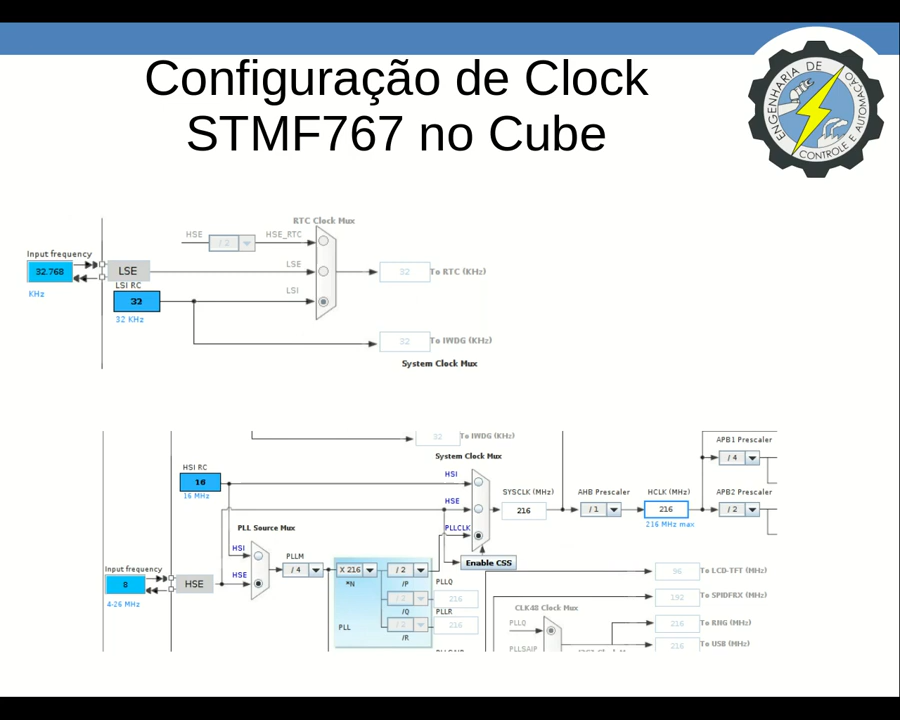 Configuração de Clock
STMF767 no Cube
ENGENHARIA DE
CONTROLE E AUTOMAÇÃO
RTC Clock Mux
HSE
/ 2
HSE_RTC
Input frequency
32.768
KHz
LSE
LSE
32
To RTC (KHz)
LSI RC
32
32 KHz
LSI
32
To IWDG (KHz)
System Clock Mux
32
To IWDG (KHz)
APB1 Prescaler
/ 4
System Clock Mux
HSI RC
16
16 MHz
HSI
HSE
PLLCLK
SYSCLK (MHz)
216
AHB Prescaler
/ 1
HCLK (MHz)
216
216 MHz max
APB2 Prescaler
/ 2
PLL Source Mux
HSI
HSE
Input frequency
8
4-26 MHz
HSE
PLLM
/ 4
X 216
*N
/ 2
/P
/ 2
/Q
/ 2
/R
PLL
Enable CSS
PLLQ
216
PLLR
216
96
To LCD-TFT (MHz)
192
To SPDIFRX (MHz)
CLK48 Clock Mux
PLLQ
216
To RNG (MHz)
216
To USB (MHz)